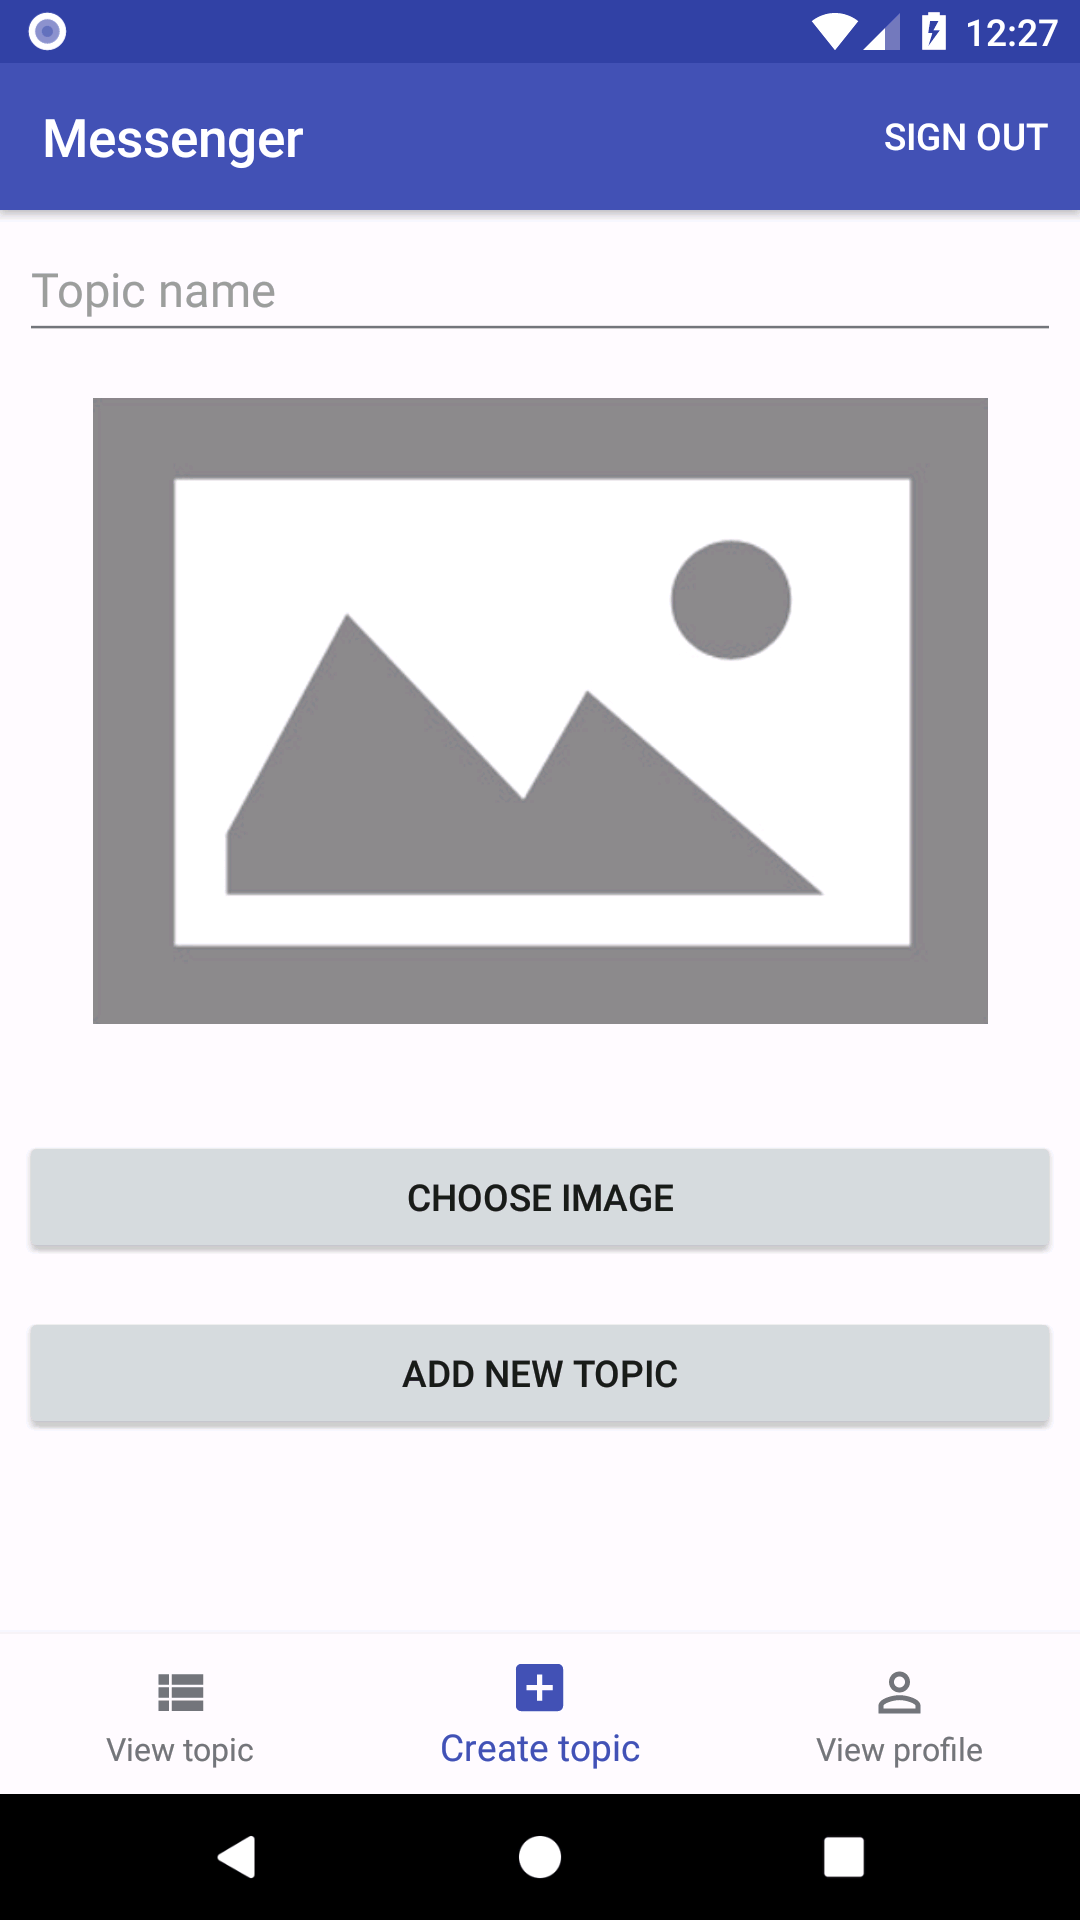 12:27
Messenger
SIGN OUT
Topic name
CHOOSE IMAGE
ADD NEW TOPIC
View topic
Create topic
View profile